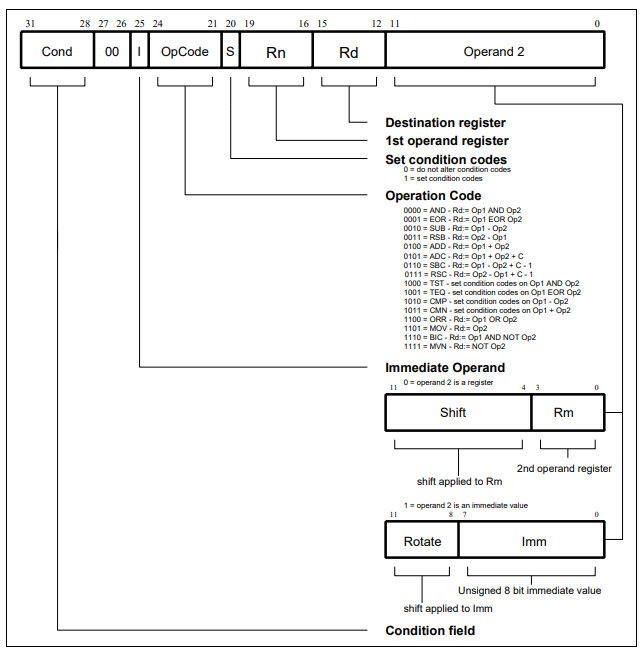 31 28 27 26 25 24 21 20 19 16 15 12 11 0
Cond 00 I OpCode S Rn Rd Operand 2
Destination register
1st operand register
Set condition codes
0 = do not alter condition codes
1 = set condition codes
Operation Code
0000 = AND - Rd:= Op1 AND Op2
0001 = EOR - Rd:= Op1 EOR Op2
0010 = SUB - Rd:= Op1 - Op2
0011 = RSB - Rd:= Op2 - Op1
0100 = ADD - Rd:= Op1 + Op2
0101 = ADC - Rd:= Op1 + Op2 + C
0110 = SBC - Rd:= Op1 - Op2 + C - 1
0111 = RSC - Rd:= Op2 - Op1 + C - 1
1000 = TST - set condition codes on Op1 AND Op2
1001 = TEQ - set condition codes on Op1 EOR Op2
1010 = CMP - set condition codes on Op1 - Op2
1011 = CMN - set condition codes on Op1 + Op2
1100 = ORR - Rd:= Op1 OR Op2
1101 = MOV - Rd:= Op2
1110 = BIC - Rd:= Op1 AND NOT Op2
1111 = MVN - Rd:= NOT Op2
Immediate Operand
0 = operand 2 is a register
11 4 3 0
Shift Rm
2nd operand register
shift applied to Rm
1 = operand 2 is an immediate value
11 8 7 0
Rotate Imm
Unsigned 8 bit immediate value
shift applied to Imm
Condition field